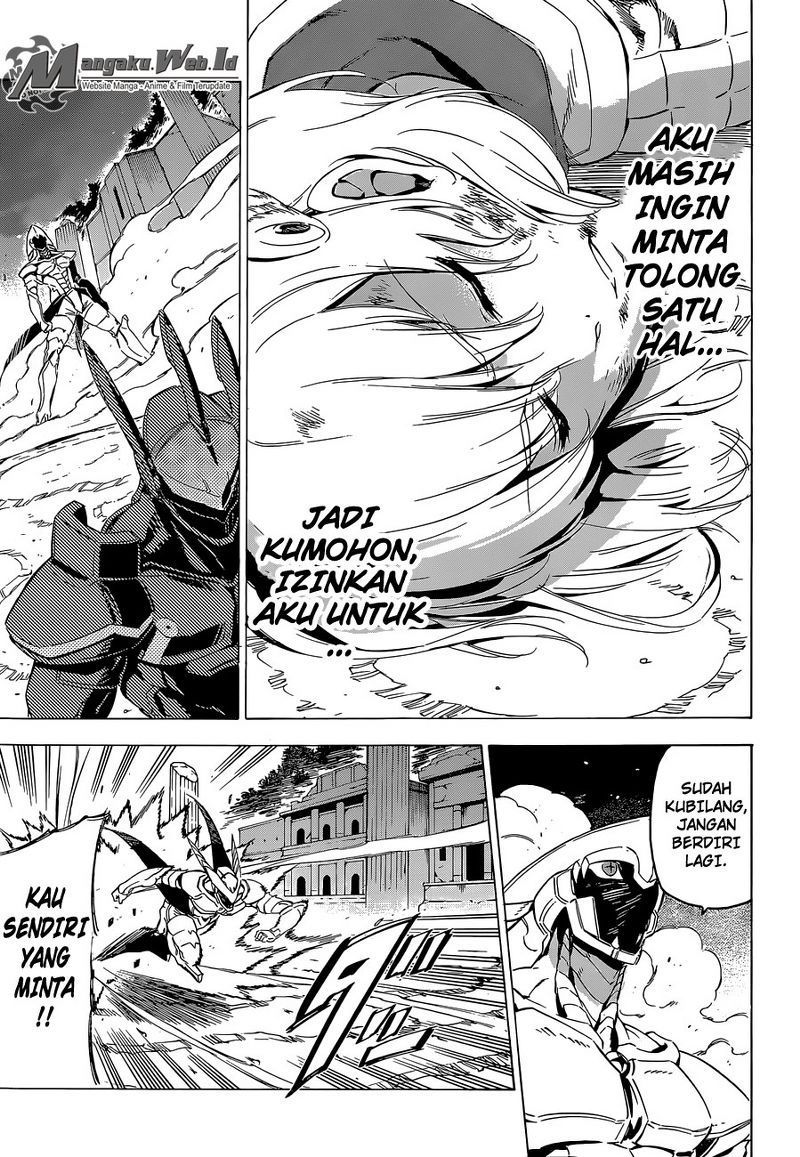 Mangaku.Web.Id
Website Manga - Anime & Film Terupdate
AKU
MASIH
INGIN
MINTA
TOLONG
SATU
HAL...
JADI
KUMOHON,
IZINKAN
AKU UNTUK
...
SUDAH
KUBILANG,
JANGAN
BERDIRI
LAGI.
KAU
SENDIRI
YANG
MINTA
!!